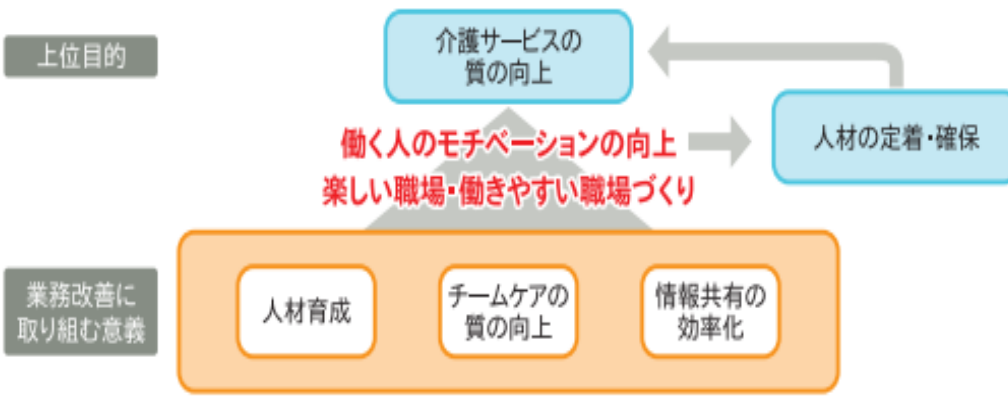 上位目的
介護サービスの
質の向上
働く人のモチベーションの向上
楽しい職場・働きやすい職場づくり
人材の定着・確保
業務改善に
取り組む意義
人材育成
チームケアの
質の向上
情報共有の
効率化